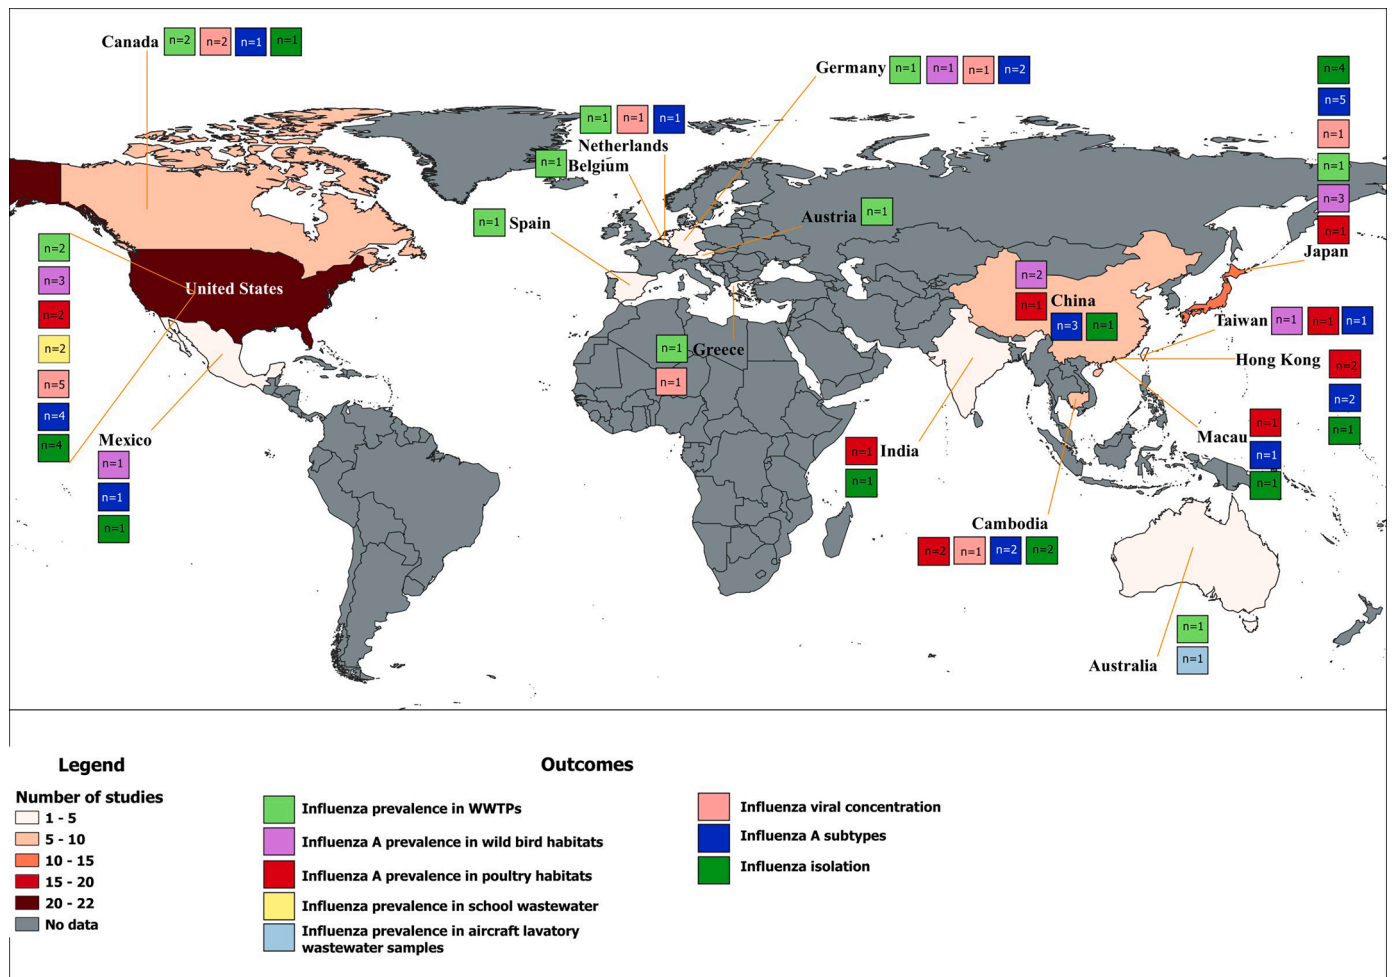 Canada n=2 n=2 n=1 n=1
Germany n=1 n=1 n=1 n=2
n=4
n=5
n=1
n=1
n=3
n=1
Japan
n=1 n=1 n=1
Netherlands
n=1 Belgium
n=1 Spain
Austria n=1
n=2
n=3
n=2
n=2
n=5
n=4
n=4
United States
Mexico
n=1
n=1
n=1
n=1 Greece
n=1
n=2
n=1 China
n=3 n=1
Taiwan n=1 n=1 n=1
Hong Kong n=2
n=2
n=1
Macau n=1
n=1
n=1
n=1 India
n=1
Cambodia
n=2 n=1 n=2 n=2
n=1
Australia n=1
Legend
Number of studies
1 - 5
5 - 10
10 - 15
15 - 20
20 - 22
No data
Outcomes
Influenza prevalence in WWTPs
Influenza A prevalence in wild bird habitats
Influenza A prevalence in poultry habitats
Influenza prevalence in school wastewater
Influenza prevalence in aircraft lavatory
wastewater samples
Influenza viral concentration
Influenza A subtypes
Influenza isolation